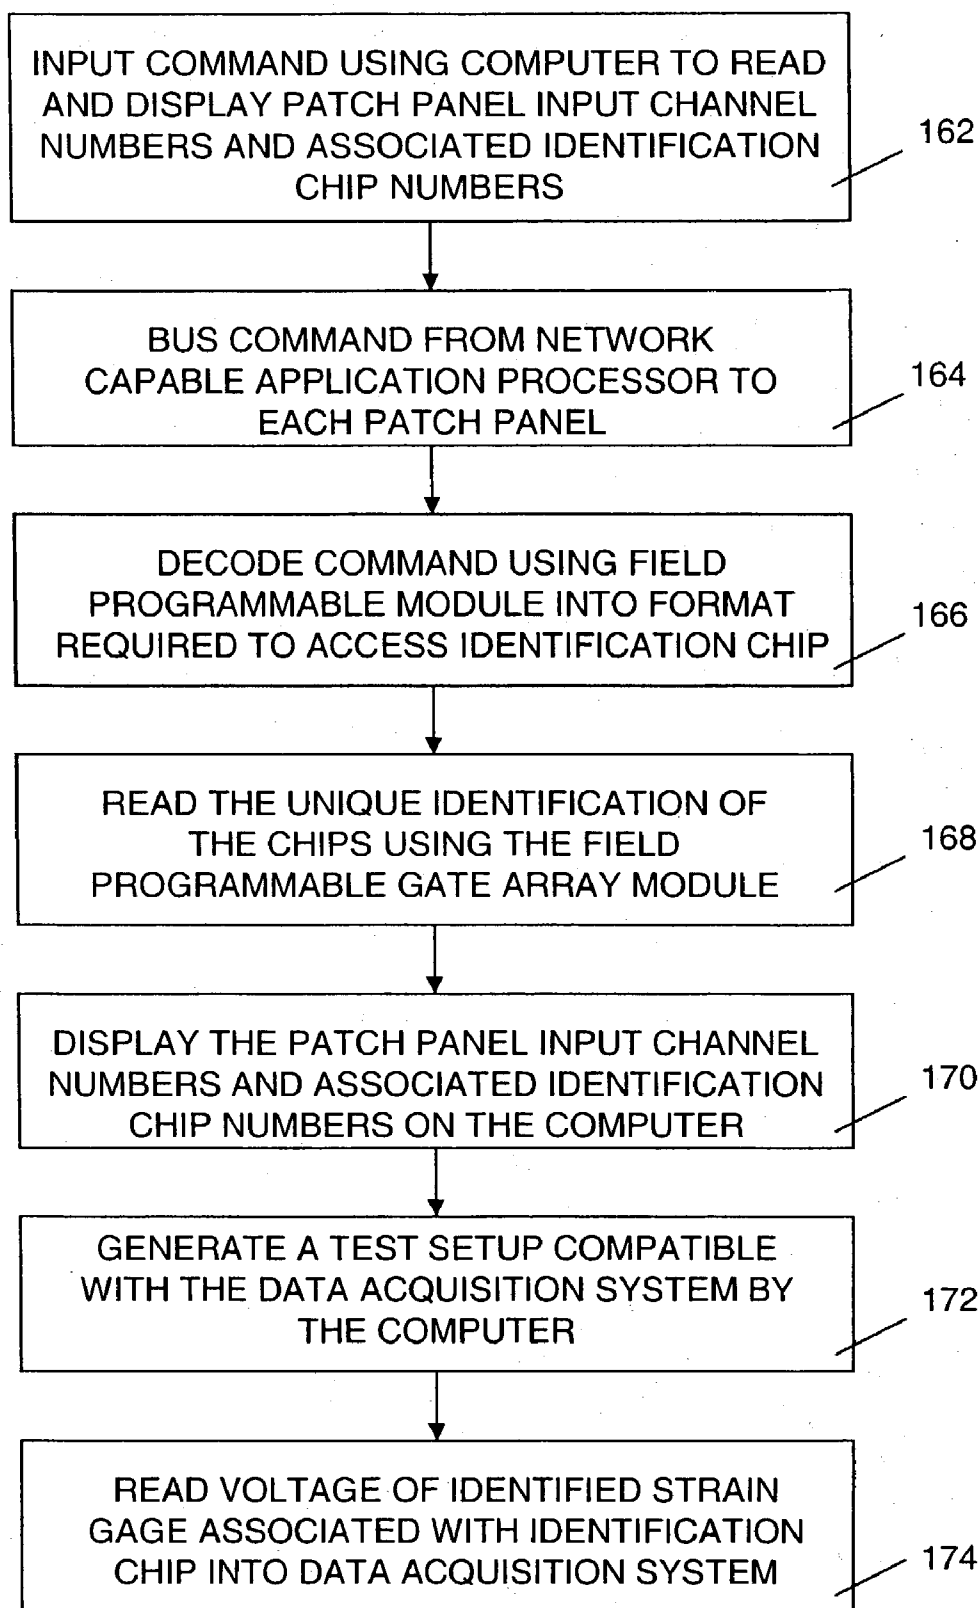 INPUT COMMAND USING COMPUTER TO READ
AND DISPLAY PATCH PANEL INPUT CHANNEL
NUMBERS AND ASSOCIATED IDENTIFICATION
CHIP NUMBERS
162
BUS COMMAND FROM NETWORK
CAPABLE APPLICATION PROCESSOR TO
EACH PATCH PANEL
164
DECODE COMMAND USING FIELD
PROGRAMMABLE MODULE INTO FORMAT
REQUIRED TO ACCESS IDENTIFICATION CHIP
166
READ THE UNIQUE IDENTIFICATION OF
THE CHIPS USING THE FIELD
PROGRAMMABLE GATE ARRAY MODULE
168
DISPLAY THE PATCH PANEL INPUT CHANNEL
NUMBERS AND ASSOCIATED IDENTIFICATION
CHIP NUMBERS ON THE COMPUTER
170
GENERATE A TEST SETUP COMPATIBLE
WITH THE DATA ACQUISITION SYSTEM BY
THE COMPUTER
172
READ VOLTAGE OF IDENTIFIED STRAIN
GAGE ASSOCIATED WITH IDENTIFICATION
CHIP INTO DATA ACQUISITION SYSTEM
174